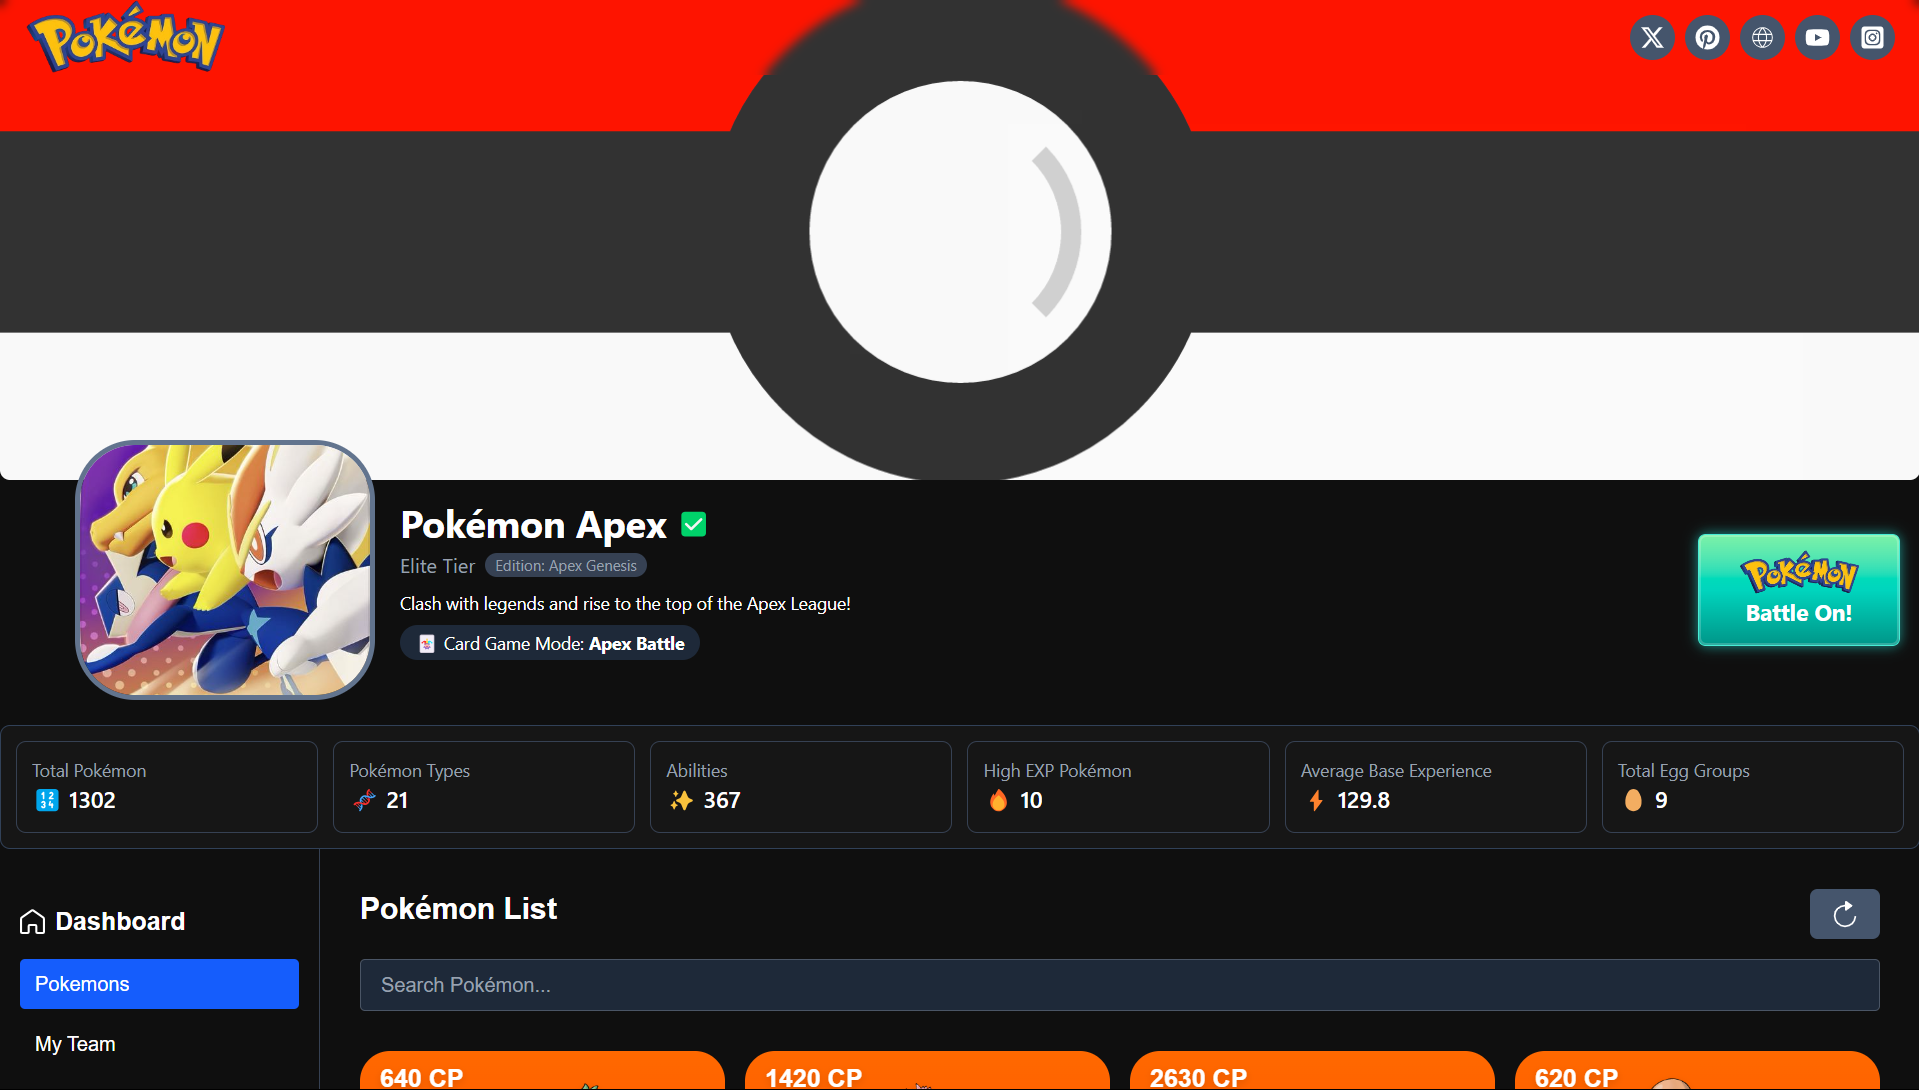 POKéMON
Pokémon Apex
Elite Tier Edition: Apex Genesis
Clash with legends and rise to the top of the Apex League!
Card Game Mode: Apex Battle
POKéMON
Battle On!
Total Pokémon
1234 1302
Pokémon Types
21
Abilities
367
High EXP Pokémon
10
Average Base Experience
129.8
Total Egg Groups
9
Dashboard
Pokemons
My Team
Pokémon List
Search Pokémon...
640 CP
1420 CP
2630 CP
620 CP